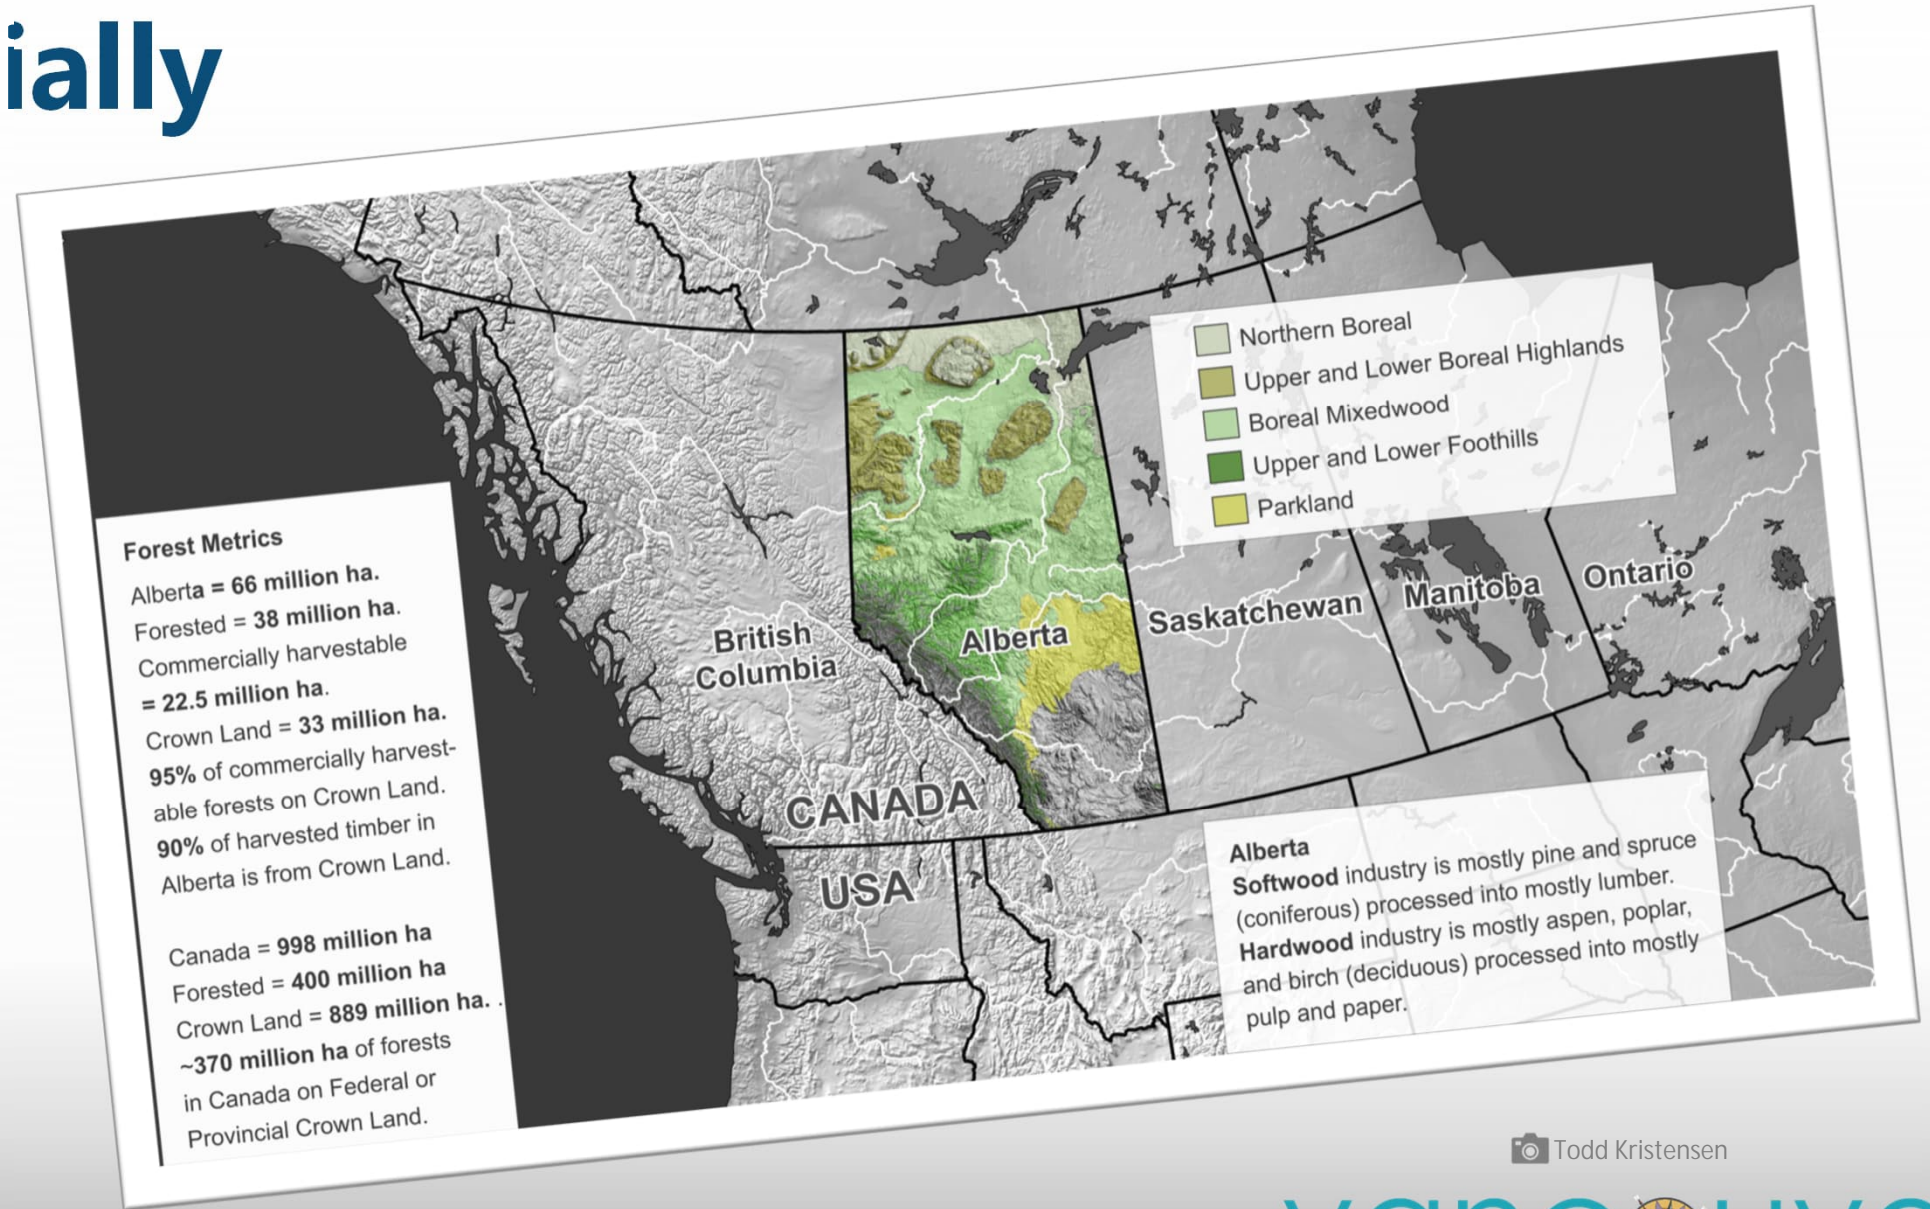 ially
Northern Boreal
Upper and Lower Boreal Highlands
Boreal Mixedwood
Upper and Lower Foothills
Parkland
Forest Metrics
Alberta = 66 million ha.
Forested = 38 million ha.
Commercially harvestable
= 22.5 million ha.
Crown Land = 33 million ha.
95% of commercially harvest-
able forests on Crown Land.
90% of harvested timber in
Alberta is from Crown Land.
Canada = 998 million ha
Forested = 400 million ha
Crown Land = 889 million ha. .
~370 million ha of forests
in Canada on Federal or
Provincial Crown Land.
British
Columbia
Alberta
Saskatchewan
Manitoba
Ontario
CANADA
USA
Alberta
Softwood industry is mostly pine and spruce
(coniferous) processed into mostly lumber.
Hardwood industry is mostly aspen, poplar,
and birch (deciduous) processed into mostly
pulp and paper.
Todd Kristensen